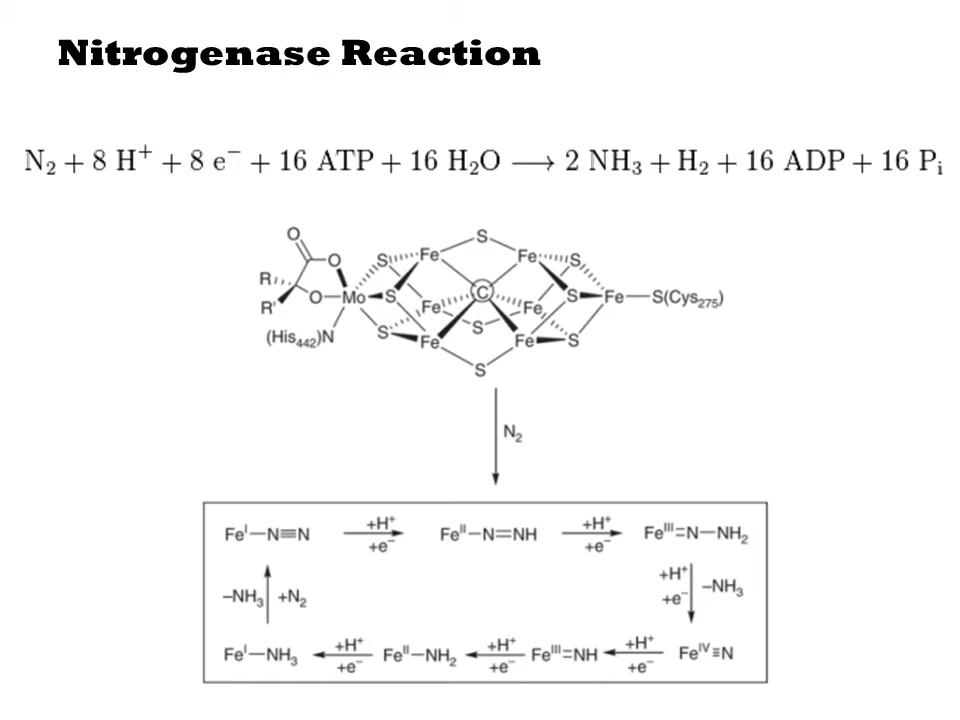 Nitrogenase Reaction
N₂ + 8 H⁺ + 8 e⁻ + 16 ATP + 16 H₂O ⟶ 2 NH₃ + H₂ + 16 ADP + 16 Pᵢ
O S
S Fe Fe S
R O
O Mo S C S Fe S(Cys₂₇₅)
R' Fe Fe
(His₄₄₂)N S Fe S Fe S
S
N₂
Feᴵ—N≡N +H⁺ +e⁻ Feᴵᴵ—N=NH +H⁺ +e⁻ Feᴵᴵᴵ=N—NH₂
–NH₃ +N₂ +H⁺ +e⁻ –NH₃
Feᴵ—NH₃ +H⁺ +e⁻ Feᴵᴵ—NH₂ +H⁺ +e⁻ Feᴵᴵᴵ=NH +H⁺ +e⁻ Feᴵⱽ≡N